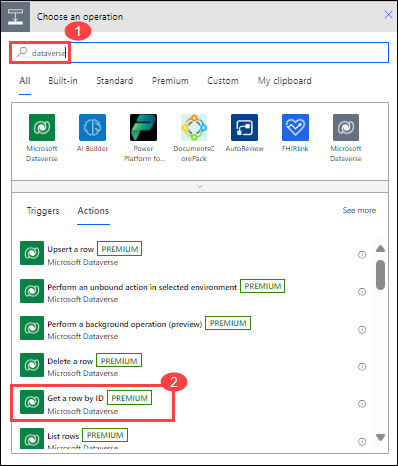 Choose an operation
1
dataverse
All Built-in Standard Premium Custom My clipboard
Microsoft Dataverse
AI Builder
Power Platform fo...
DocumentsC orePack
AutoReview
FHIRlink
Microsoft Dataverse
Triggers Actions See more
Upsert a row PREMIUM
Microsoft Dataverse
Perform an unbound action in selected environment PREMIUM
Microsoft Dataverse
Perform a background operation (preview) PREMIUM
Microsoft Dataverse
Delete a row PREMIUM
Microsoft Dataverse
2
Get a row by ID PREMIUM
Microsoft Dataverse
List rows PREMIUM